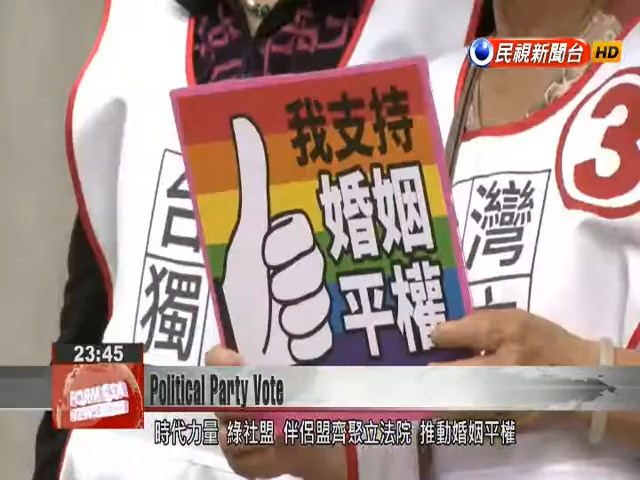 民視新聞台 HD
我支持
婚姻
平權
台獨
灣
3
23:45
Political Party Vote
時代力量 綠社盟 伴侶盟齊聚立法院 推動婚姻平權